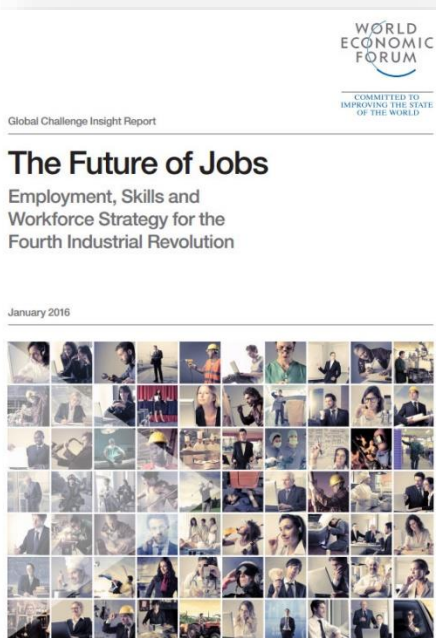 WORLD
ECONOMIC
FORUM
COMMITTED TO
IMPROVING THE STATE
OF THE WORLD
Global Challenge Insight Report
The Future of Jobs
Employment, Skills and
Workforce Strategy for the
Fourth Industrial Revolution
January 2016